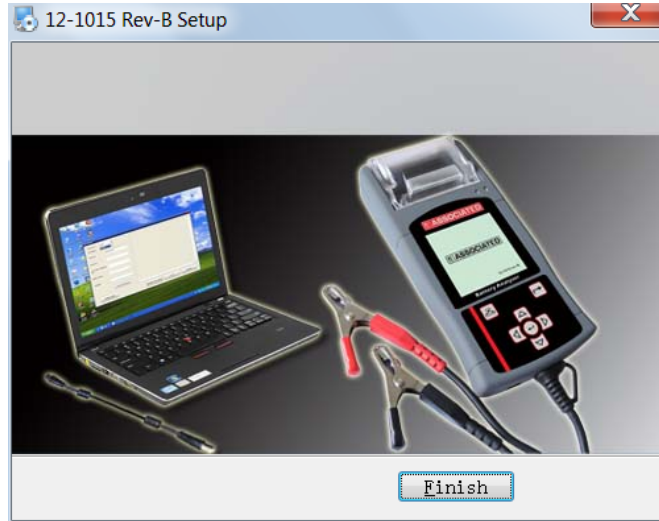 12-1015 Rev-B Setup
ASSOCIATED
ASSOCIATED
Battery Analyzer
Finish